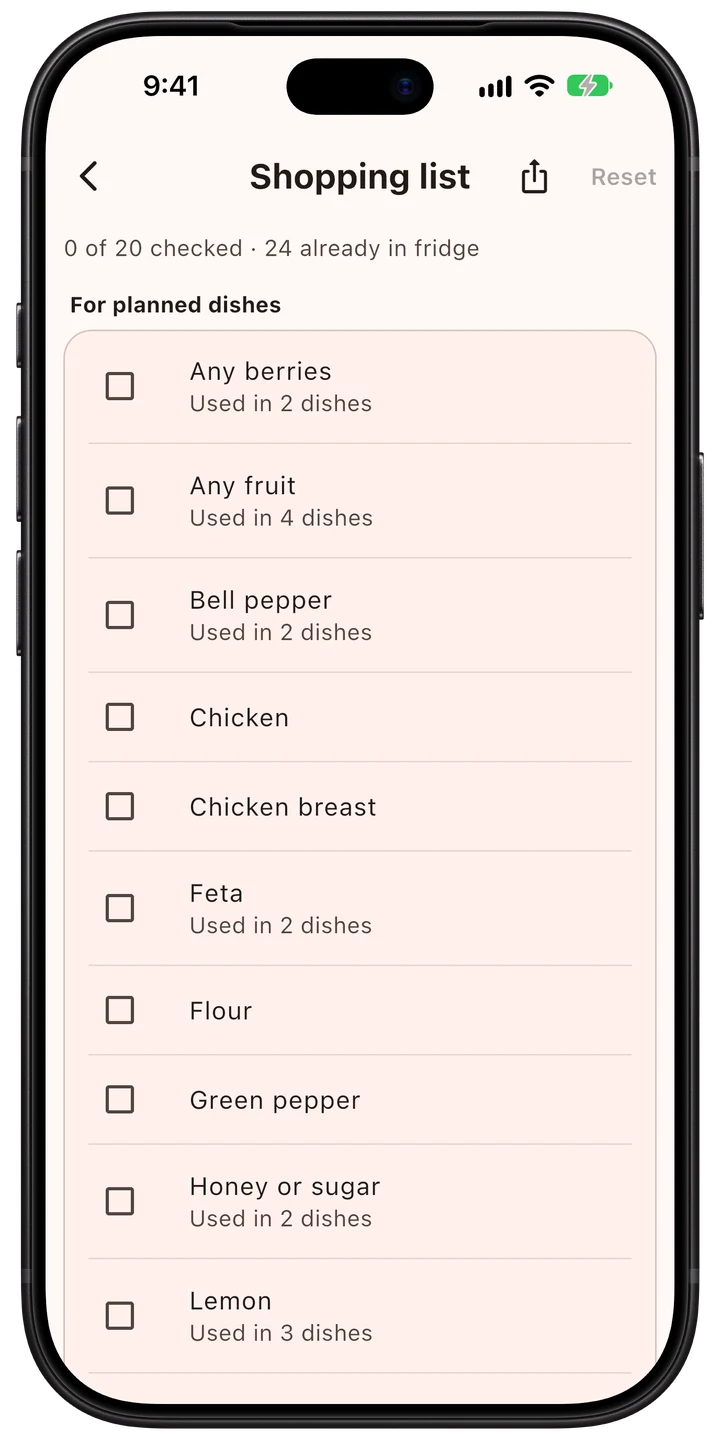 9:41
Shopping list
Reset
0 of 20 checked · 24 already in fridge
For planned dishes
Any berries
Used in 2 dishes
Any fruit
Used in 4 dishes
Bell pepper
Used in 2 dishes
Chicken
Chicken breast
Feta
Used in 2 dishes
Flour
Green pepper
Honey or sugar
Used in 2 dishes
Lemon
Used in 3 dishes